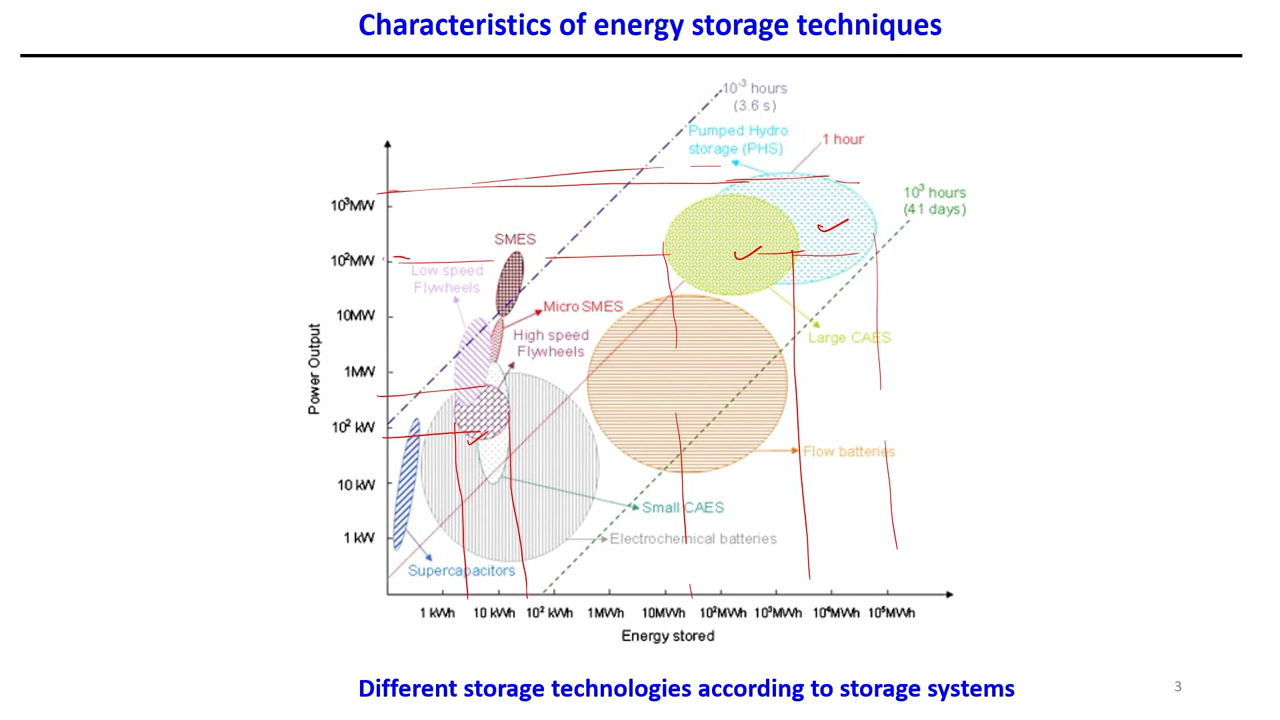 Characteristics of energy storage techniques
10⁻³ hours
(3.6 s)
Pumped Hydro
storage (PHS)
1 hour
10³ hours
(41 days)
10³MW
SMES
10²MW
Low speed
Flywheels
Micro SMES
10MW
High speed
Flywheels
Large CAES
1MW
Power Output
10² kW
Flow batteries
10 kW
Small CAES
1 kW
Electrochemical batteries
Supercapacitors
1 kWh 10 kWh 10² kWh 1MWh 10MWh 10²MWh 10³MWh 10⁴MWh 10⁵MWh
Energy stored
Different storage technologies according to storage systems
3